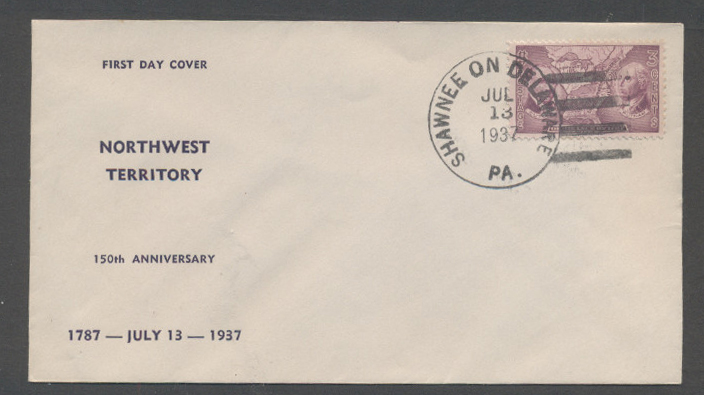 FIRST DAY COVER
NORTHWEST
TERRITORY
150th ANNIVERSARY
1787 — JULY 13 — 1937
SHAWNEE ON DELAWARE
JUL
13
1937
PA.